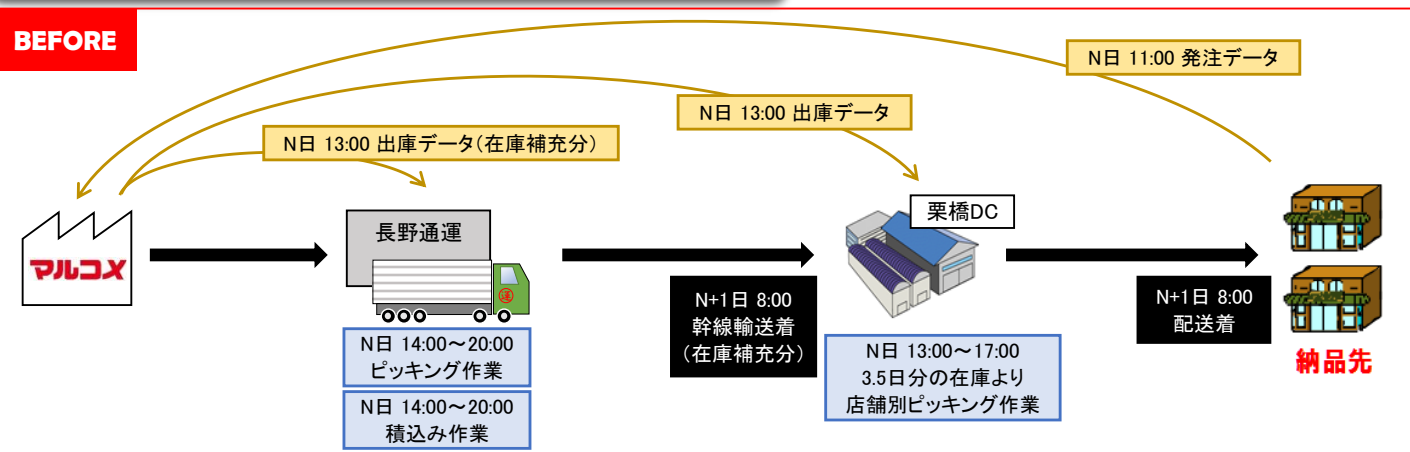 BEFORE
N日 11:00 発注データ
N日 13:00 出庫データ
N日 13:00 出庫データ(在庫補充分)
マルコメ
長野通運
運
栗橋DC
N日 14:00～20:00
ピッキング作業
N日 14:00～20:00
積込み作業
N+1日 8:00
幹線輸送着
(在庫補充分)
N日 13:00～17:00
3.5日分の在庫より
店舗別ピッキング作業
N+1日 8:00
配送着
納品先